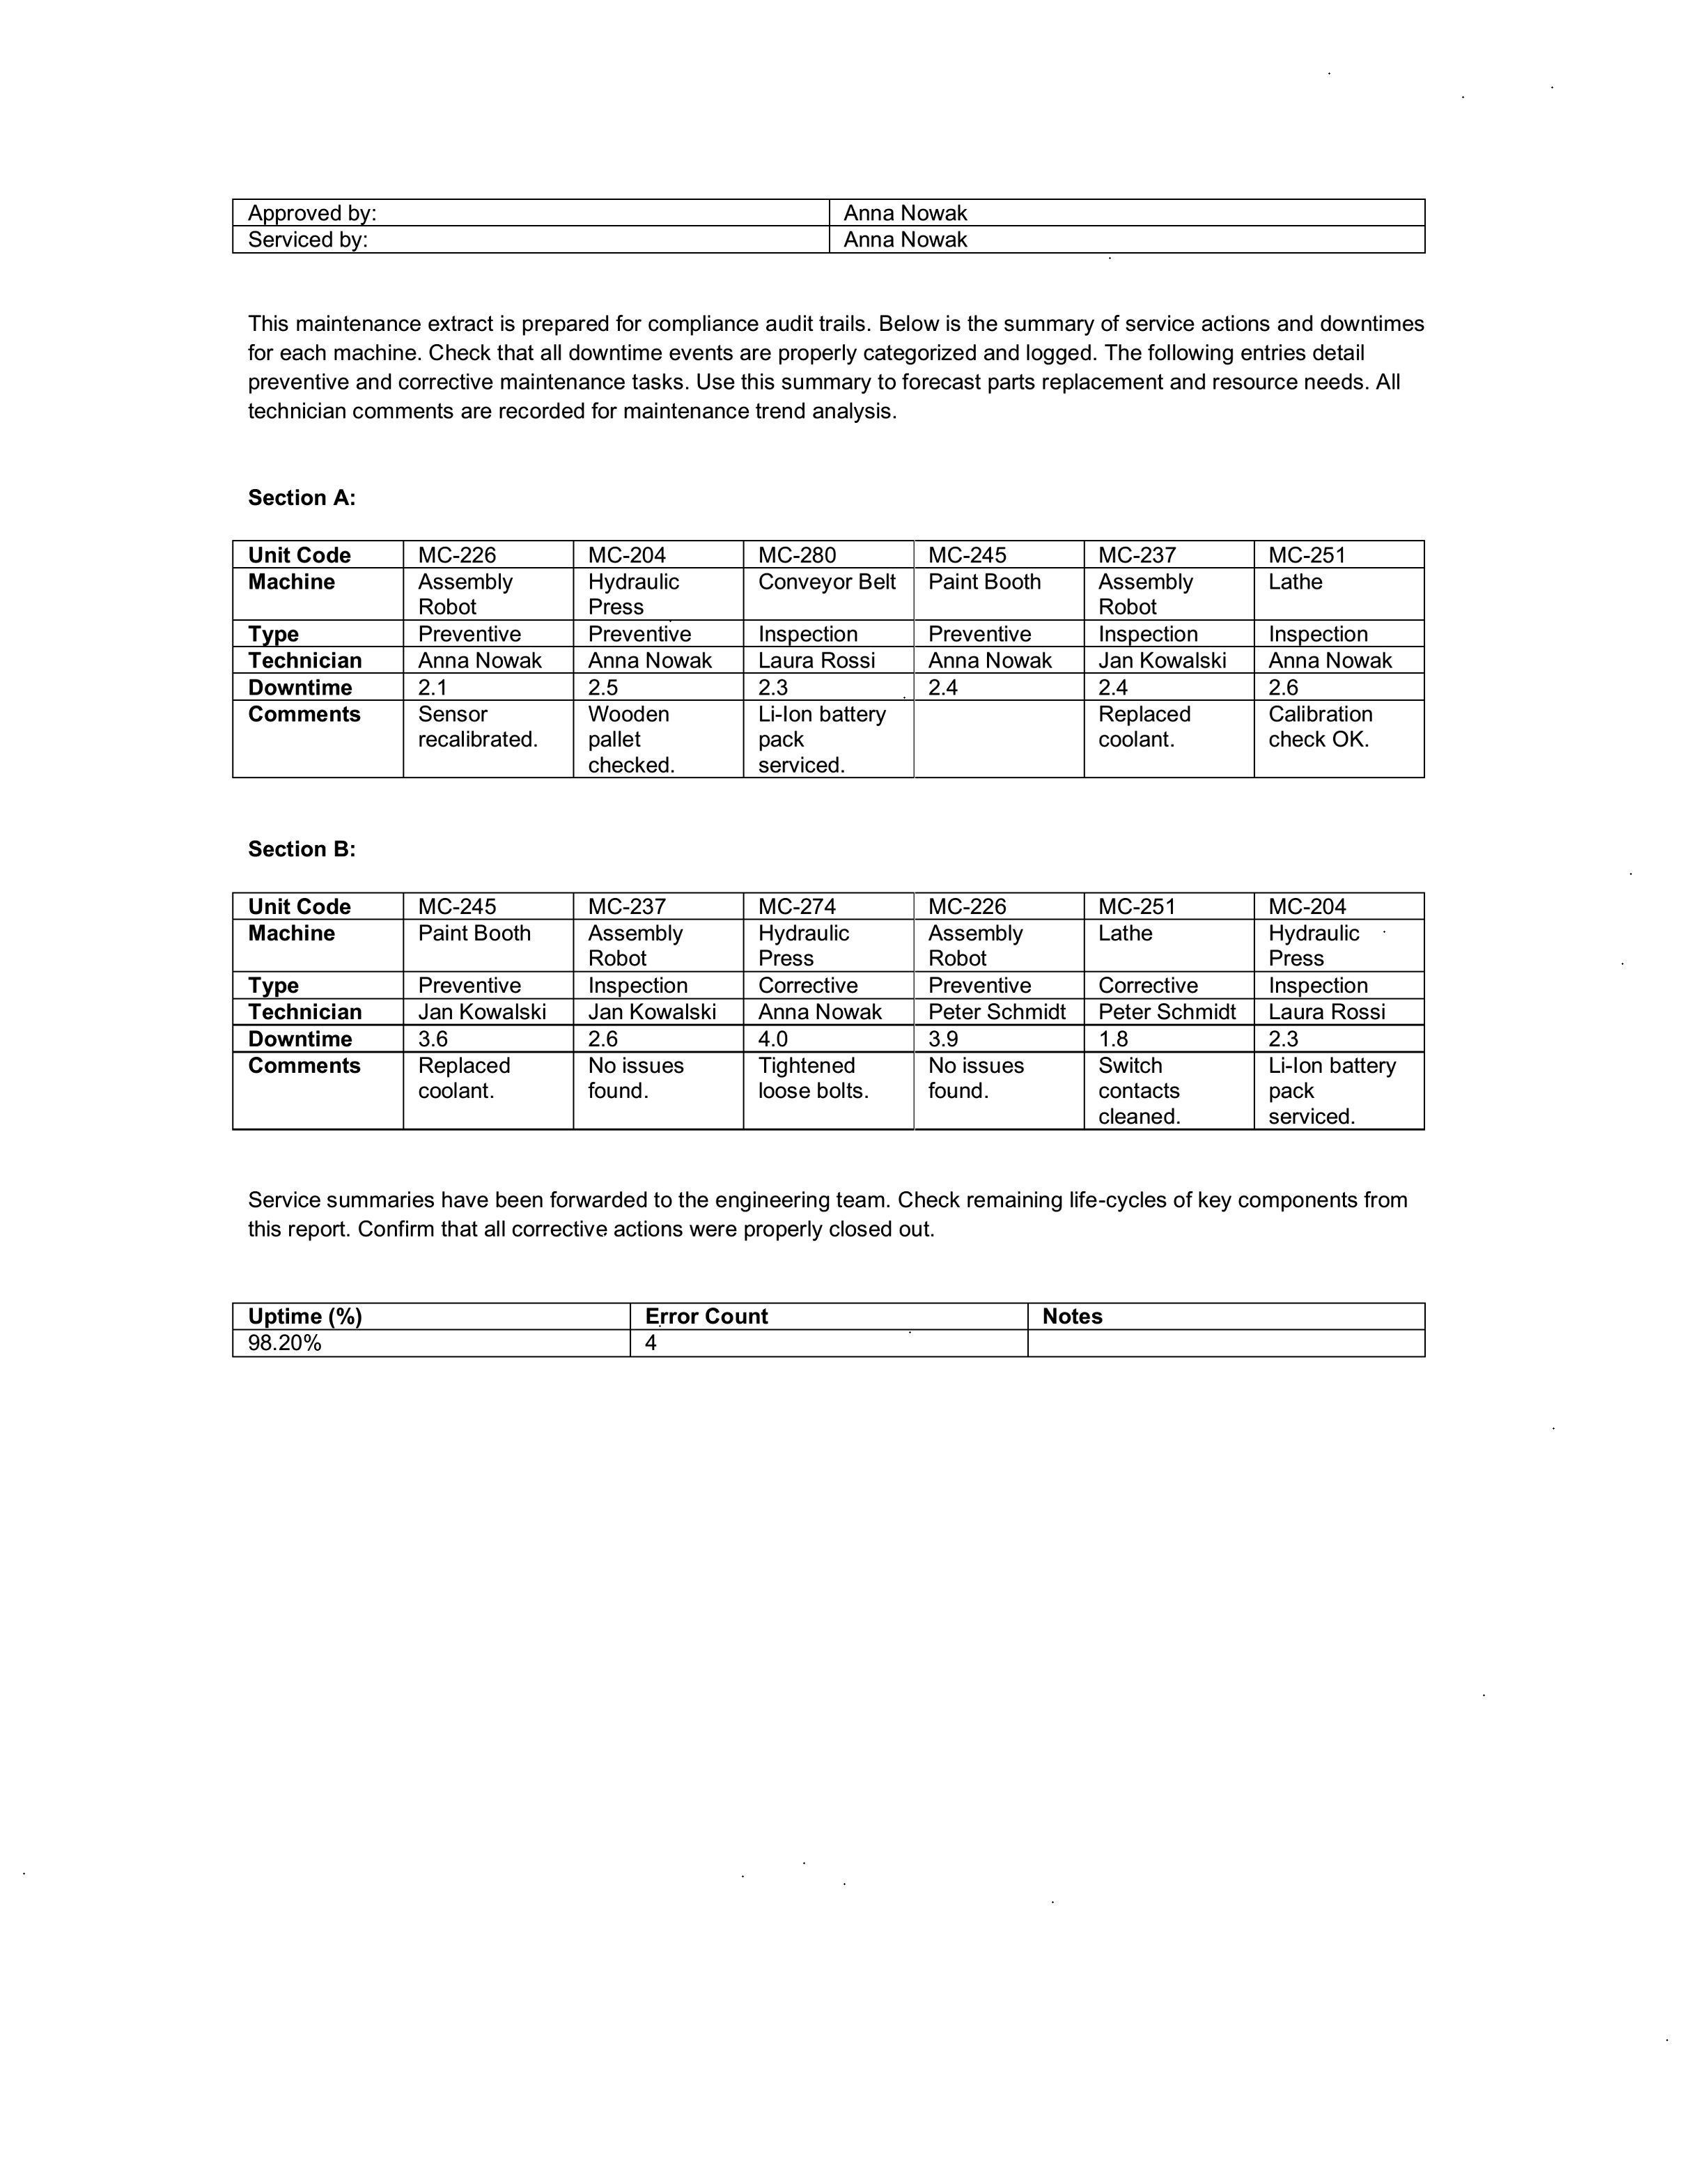 Approved by: Anna Nowak
Serviced by: Anna Nowak
This maintenance extract is prepared for compliance audit trails. Below is the summary of service actions and downtimes
for each machine. Check that all downtime events are properly categorized and logged. The following entries detail
preventive and corrective maintenance tasks. Use this summary to forecast parts replacement and resource needs. All
technician comments are recorded for maintenance trend analysis.
Section A:
Unit Code MC-226 MC-204 MC-280 MC-245 MC-237 MC-251
Machine Assembly Hydraulic Conveyor Belt Paint Booth Assembly Lathe
Robot Press Robot
Type Preventive Preventive Inspection Preventive Inspection Inspection
Technician Anna Nowak Anna Nowak Laura Rossi Anna Nowak Jan Kowalski Anna Nowak
Downtime 2.1 2.5 2.3 2.4 2.4 2.6
Comments Sensor Wooden Li-Ion battery Replaced Calibration
recalibrated. pallet pack coolant. check OK.
checked. serviced.
Section B:
Unit Code MC-245 MC-237 MC-274 MC-226 MC-251 MC-204
Machine Paint Booth Assembly Hydraulic Assembly Lathe Hydraulic
Robot Press Robot Press
Type Preventive Inspection Corrective Preventive Corrective Inspection
Technician Jan Kowalski Jan Kowalski Anna Nowak Peter Schmidt Peter Schmidt Laura Rossi
Downtime 3.6 2.6 4.0 3.9 1.8 2.3
Comments Replaced No issues Tightened No issues Switch Li-Ion battery
coolant. found. loose bolts. found. contacts pack
cleaned. serviced.
Service summaries have been forwarded to the engineering team. Check remaining life-cycles of key components from
this report. Confirm that all corrective actions were properly closed out.
Uptime (%) Error Count Notes
98.20% 4